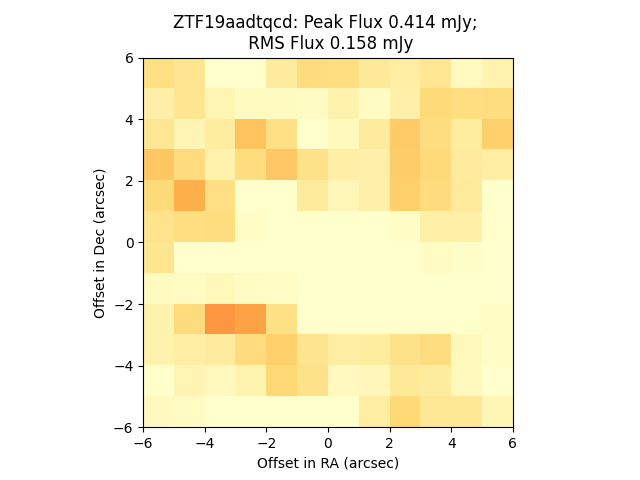 ZTF19aadtqcd: Peak Flux 0.414 mJy;
RMS Flux 0.158 mJy
6
4
2
0
−2
−4
−6
Offset in Dec (arcsec)
−6 −4 −2 0 2 4 6
Offset in RA (arcsec)